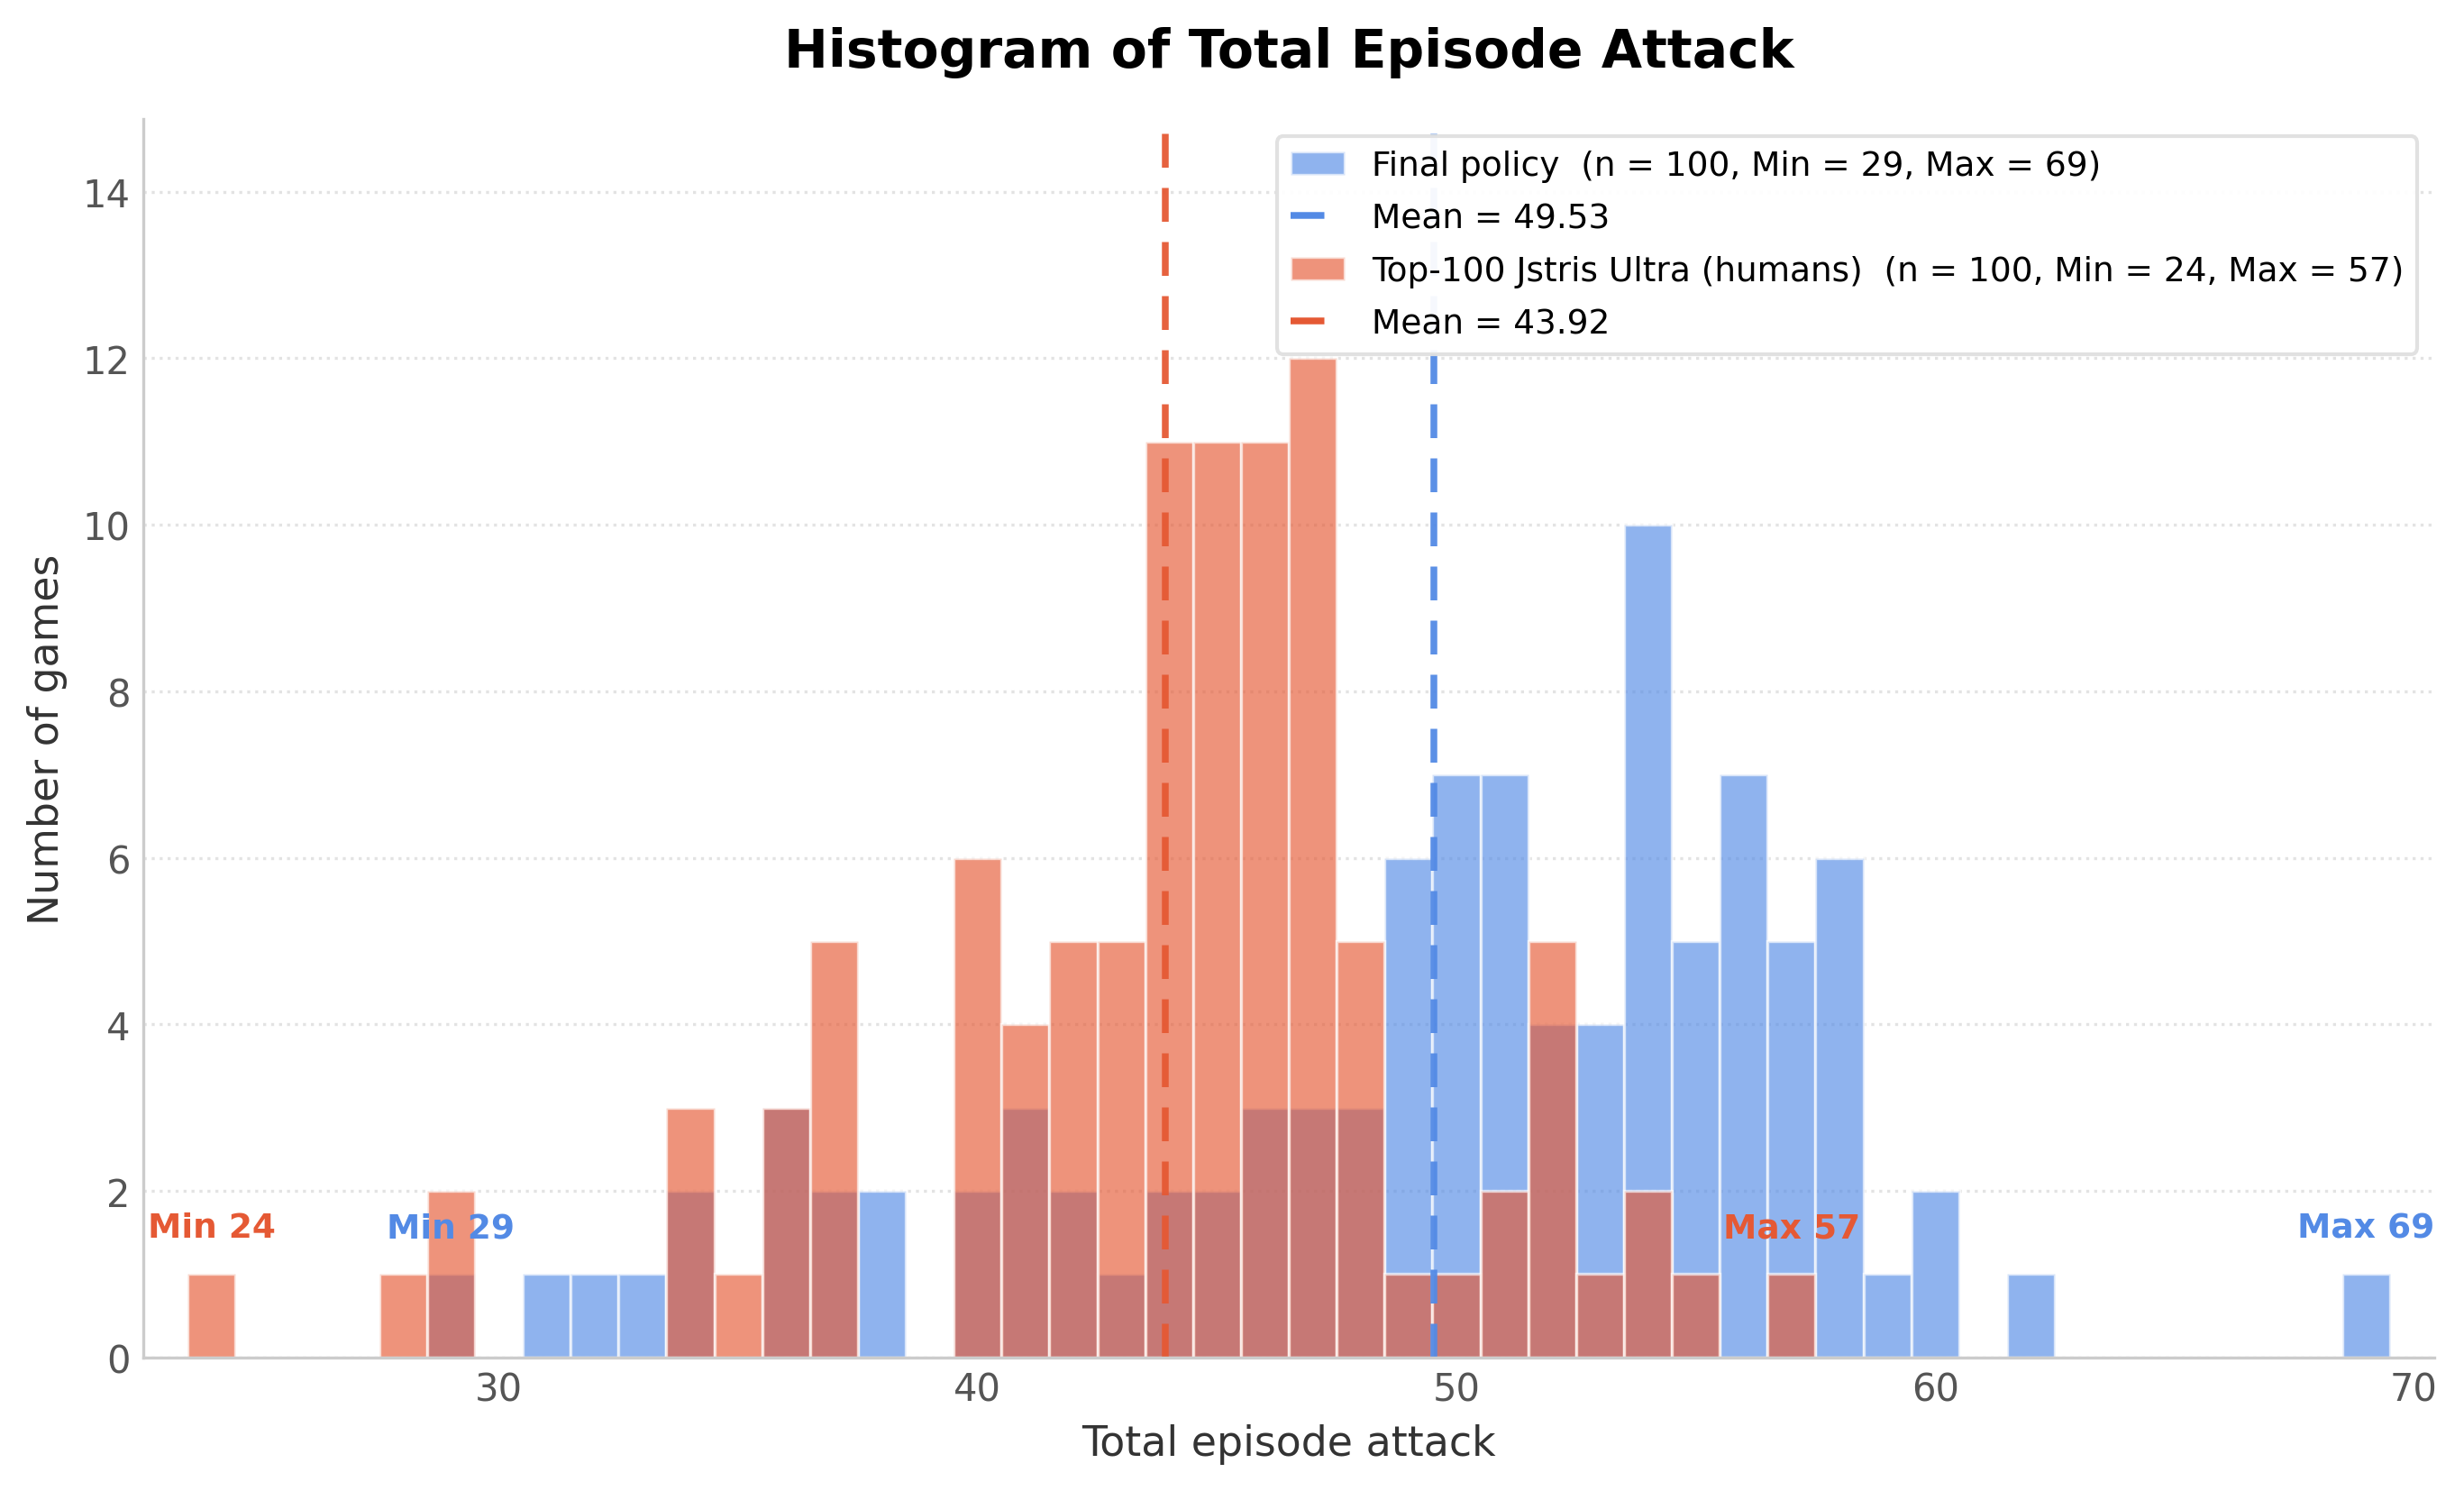 Histogram of Total Episode Attack
Final policy  (n = 100, Min = 29, Max = 69)
Mean = 49.53
Top-100 Jstris Ultra (humans)  (n = 100, Min = 24, Max = 57)
Mean = 43.92
14
12
10
8
6
4
2
0
Number of games
Min 24
Min 29
Max 57
Max 69
30
40
50
60
70
Total episode attack